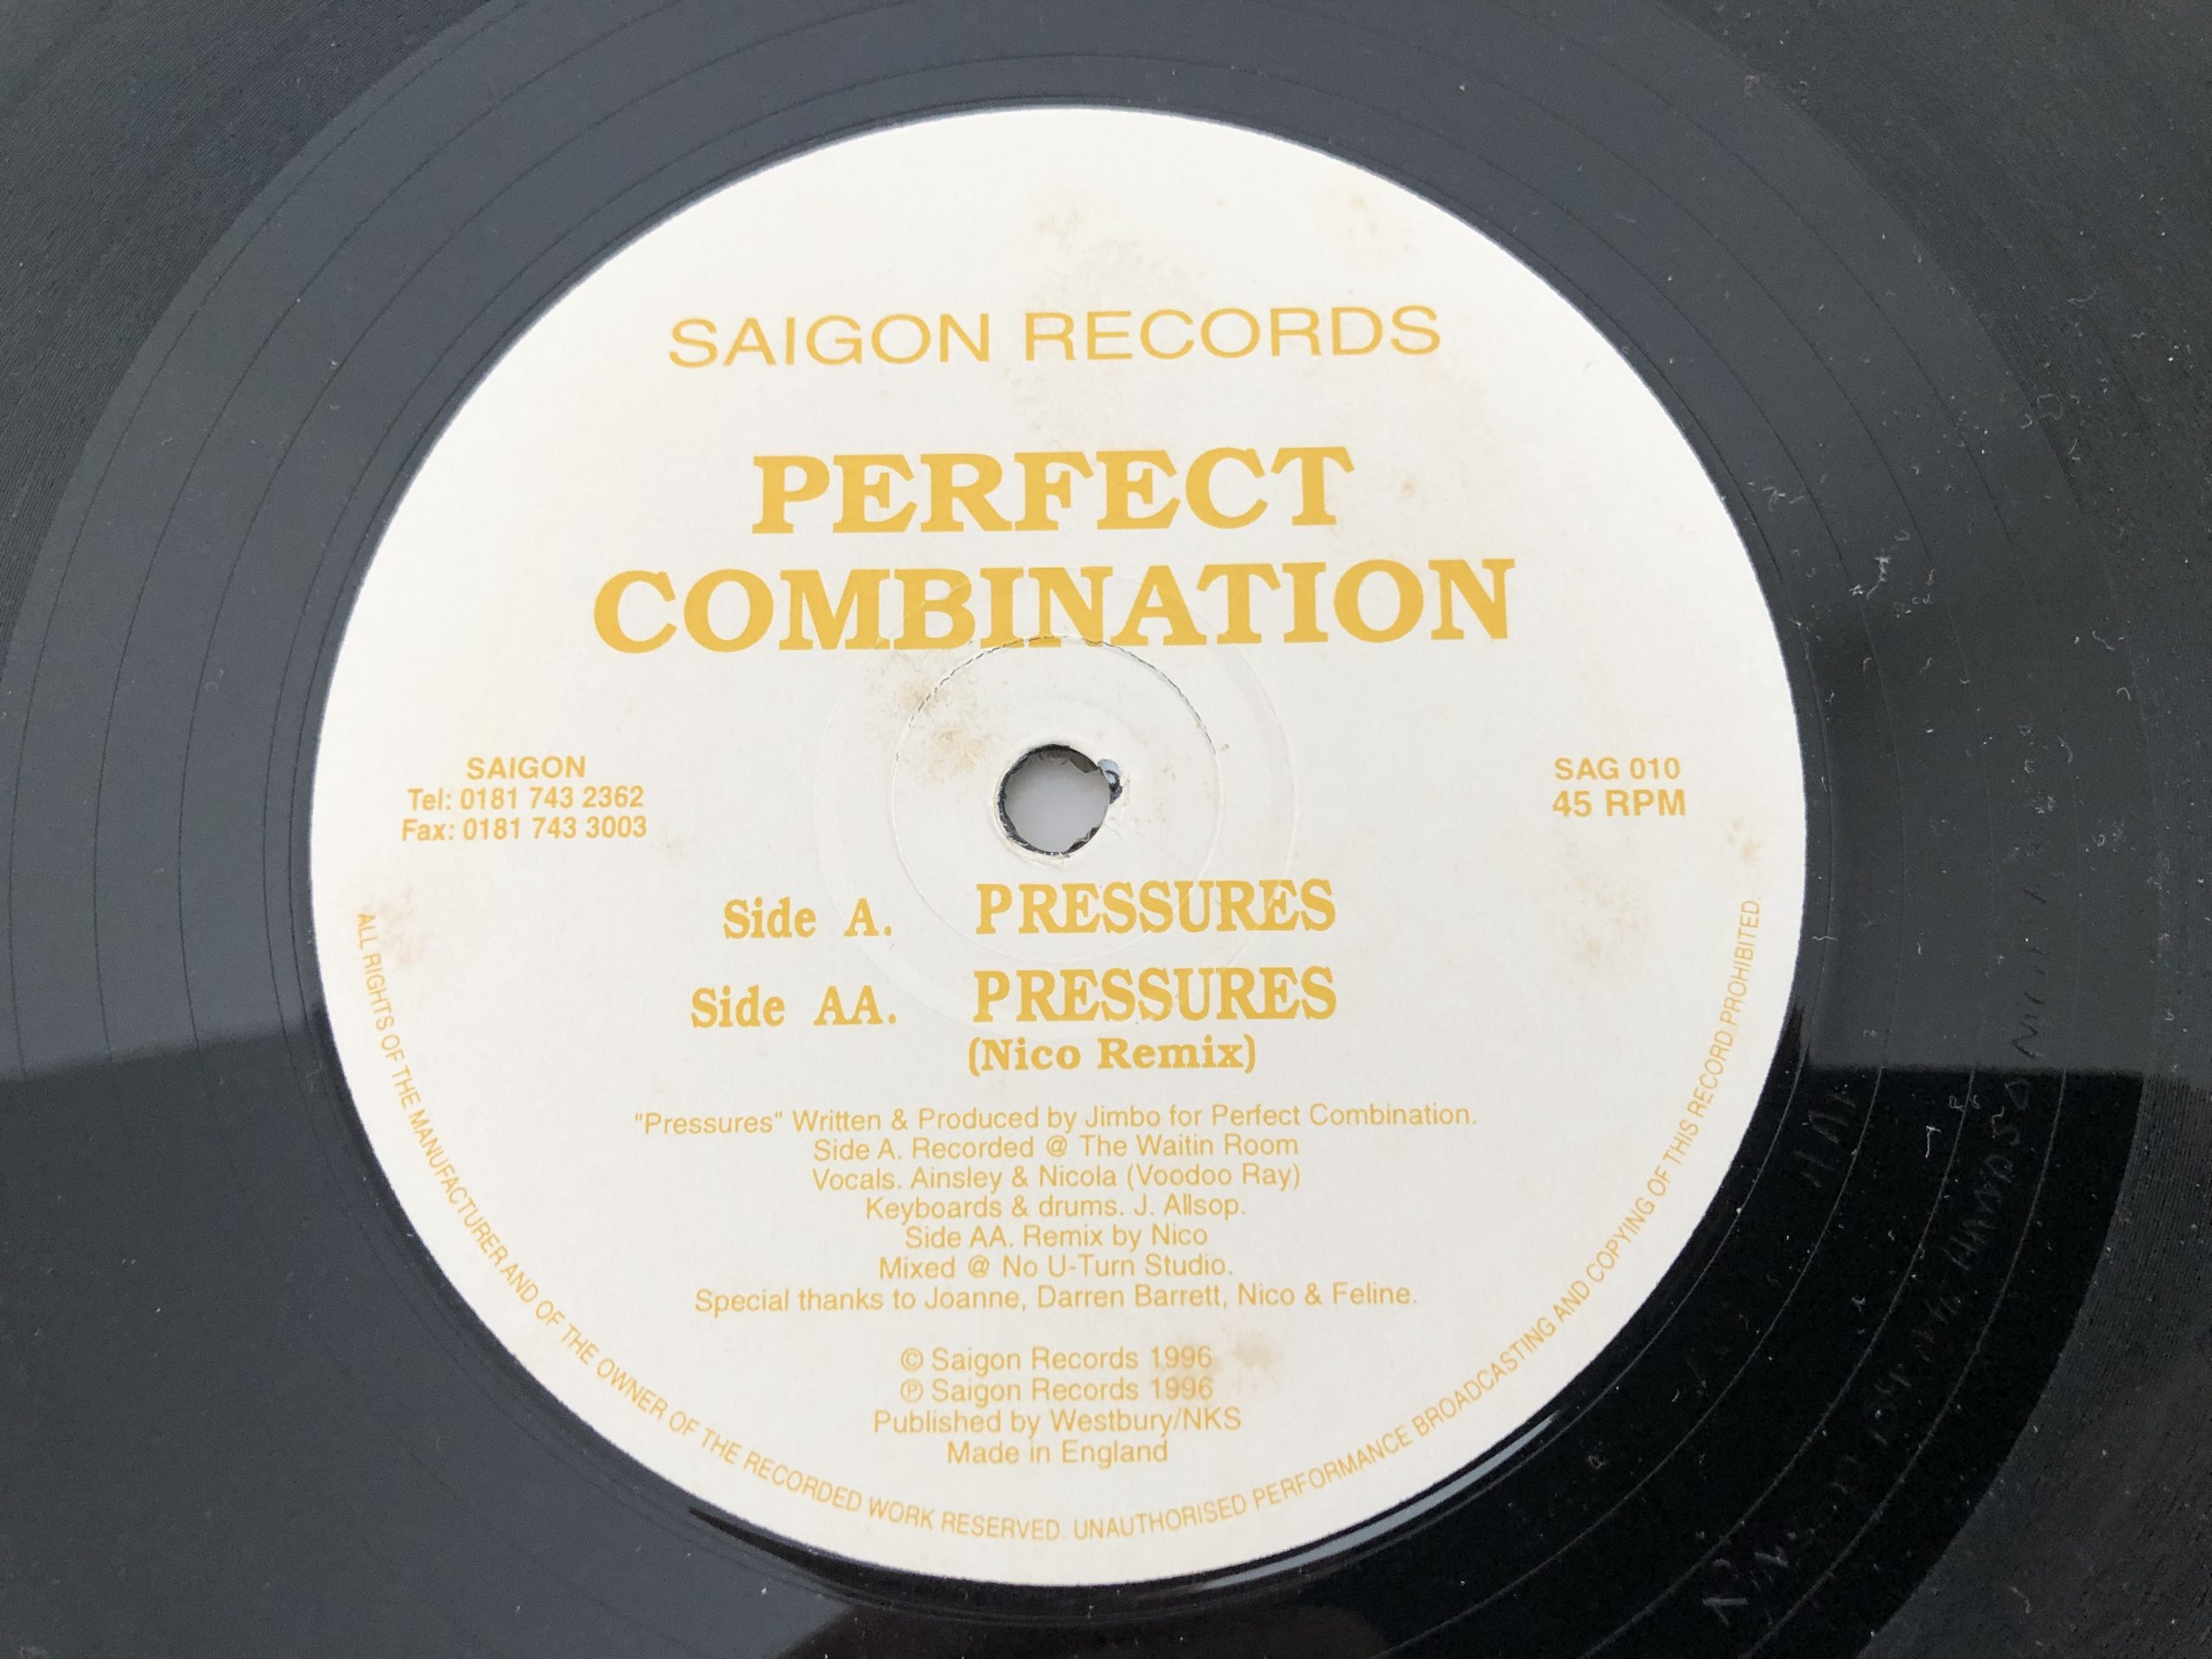 SAIGON RECORDS
PERFECT
COMBINATION
SAIGON
Tel: 0181 743 2362
Fax: 0181 743 3003
SAG 010
45 RPM
Side A. PRESSURES
Side AA. PRESSURES
(Nico Remix)
"Pressures" Written & Produced by Jimbo for Perfect Combination.
Side A. Recorded @ The Waitin Room
Vocals. Ainsley & Nicola (Voodoo Ray)
Keyboards & drums. J. Allsop.
Side AA. Remix by Nico
Mixed @ No U-Turn Studio.
Special thanks to Joanne, Darren Barrett, Nico & Feline.
© Saigon Records 1996
℗ Saigon Records 1996
Published by Westbury/NKS
Made in England
ALL RIGHTS OF THE MANUFACTURER AND OF THE OWNER OF THE RECORDED WORK RESERVED. UNAUTHORISED PERFORMANCE BROADCASTING AND COPYING OF THIS RECORD PROHIBITED.